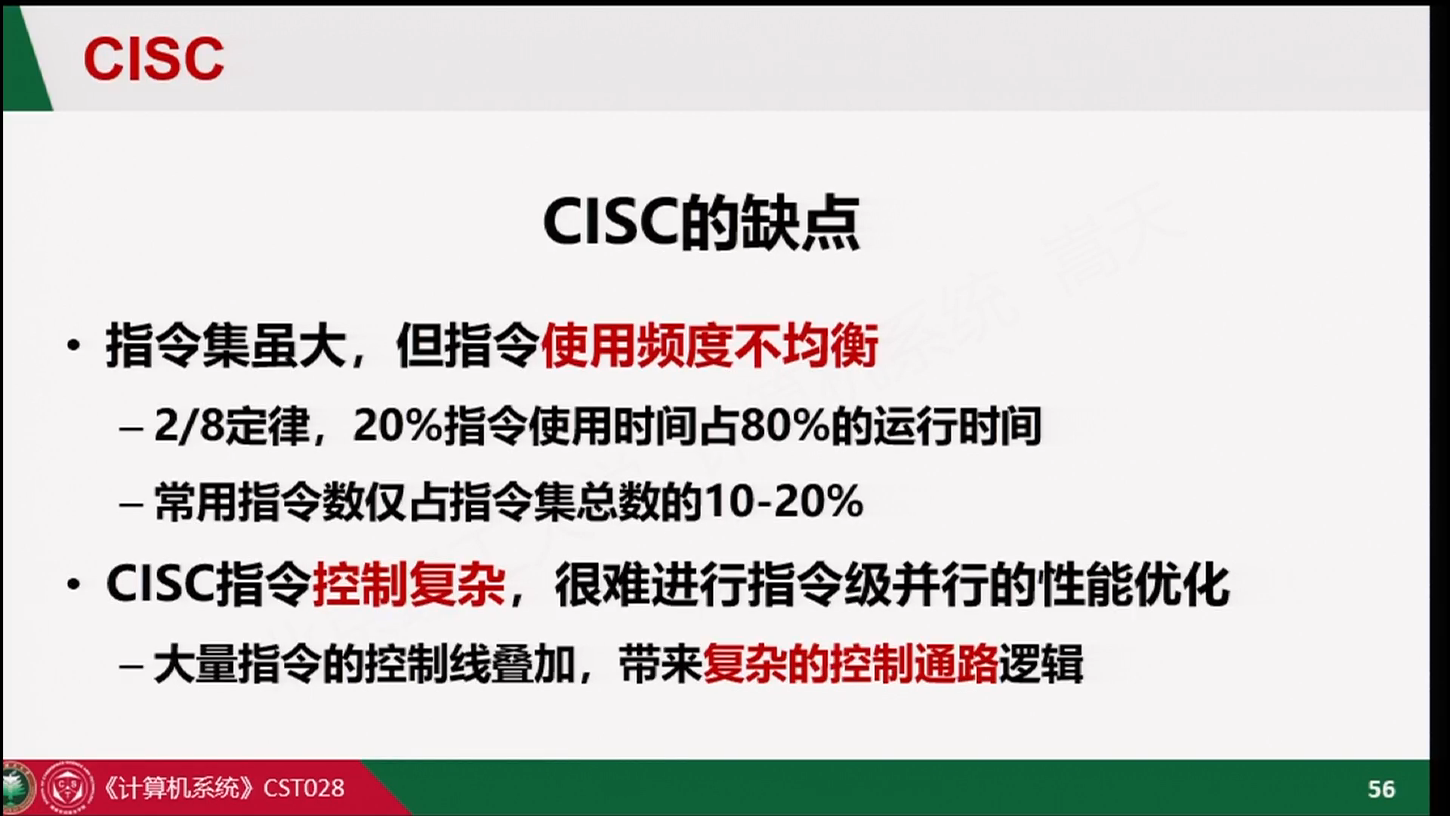 CISC
CISC的缺点
• 指令集虽大，但指令使用频度不均衡
– 2/8定律，20%指令使用时间占80%的运行时间
– 常用指令数仅占指令集总数的10-20%
• CISC指令控制复杂，很难进行指令级并行的性能优化
– 大量指令的控制线叠加，带来复杂的控制通路逻辑
《计算机系统》CST028
56